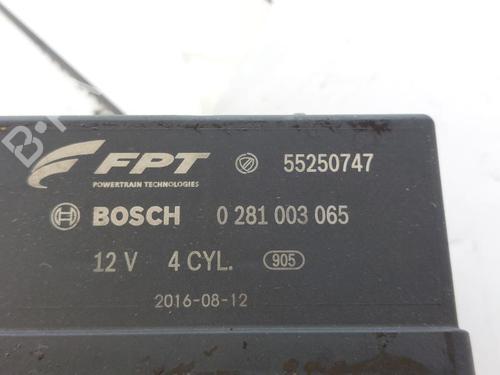 FPT 55250747
POWERTRAIN TECHNOLOGIES
BOSCH 0 281 003 065
12 V 4 CYL. 905
2016-08-12